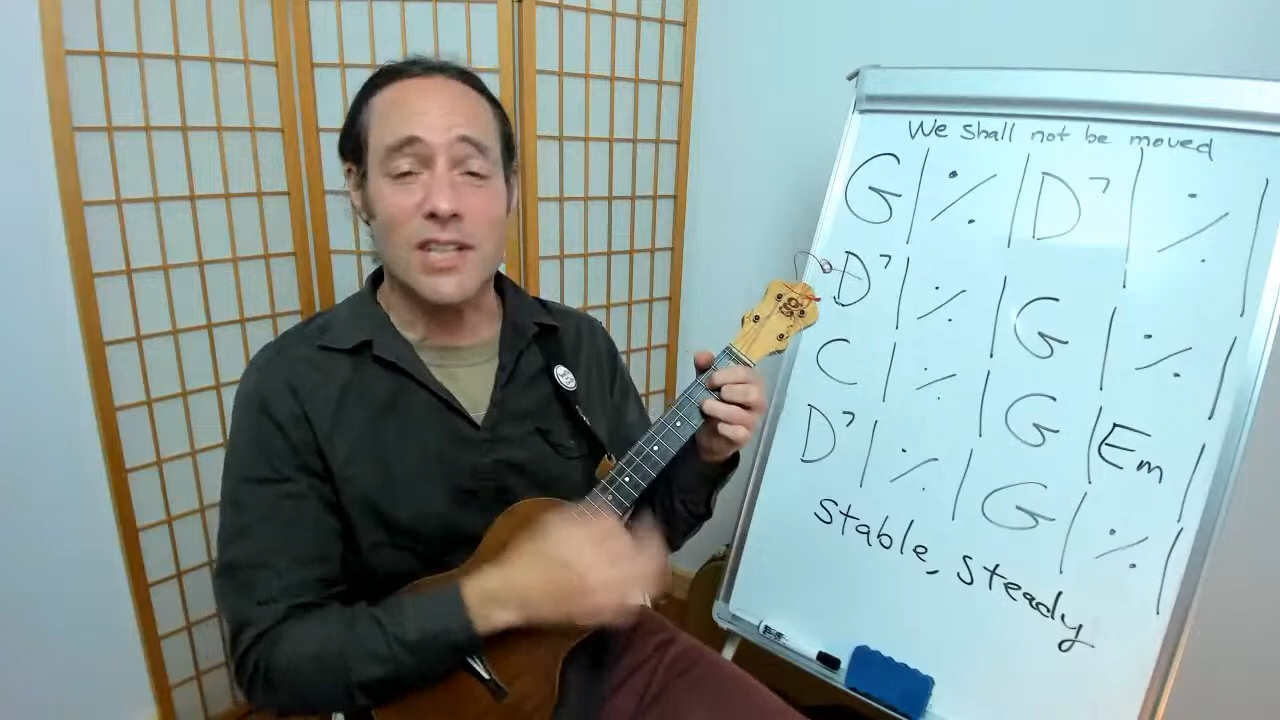 We shall not be moved
G | ٪ | D7 | ٪ |
D7 | ٪ | G | ٪ |
C | ٪ | G | Em |
D7 | ٪ | G | ٪ |
stable, steady